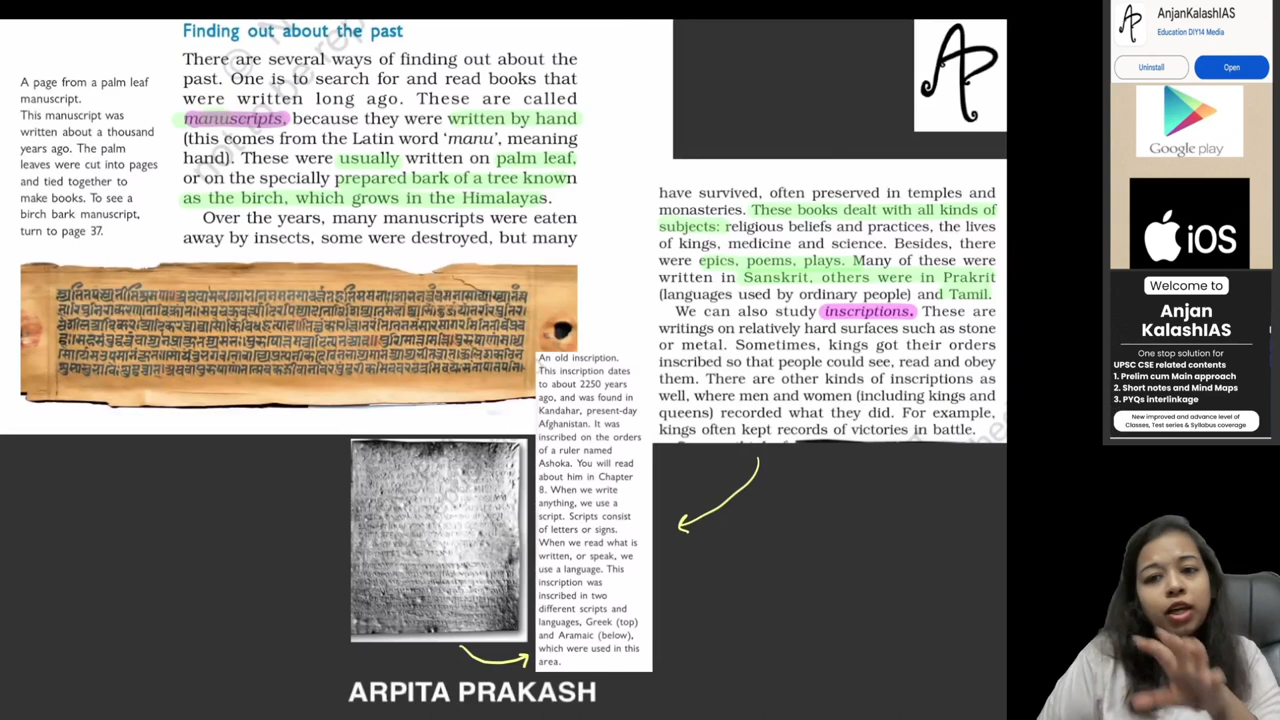 Finding out about the past
There are several ways of finding out about the
past. One is to search for and read books that
were written long ago. These are called
manuscripts, because they were written by hand
(this comes from the Latin word ‘manu’, meaning
hand). These were usually written on palm leaf,
or on the specially prepared bark of a tree known
as the birch, which grows in the Himalayas.
Over the years, many manuscripts were eaten
away by insects, some were destroyed, but many
A page from a palm leaf
manuscript.
This manuscript was
written about a thousand
years ago. The palm
leaves were cut into pages
and tied together to
make books. To see a
birch bark manuscript,
turn to page 37.
An old inscription.
This inscription dates
to about 2250 years
ago, and was found in
Kandahar, present-day
Afghanistan. It was
inscribed on the orders
of a ruler named
Ashoka. You will read
about him in Chapter
8. When we write
anything, we use a
script. Scripts consist
of letters or signs.
When we read what is
written, or speak, we
use a language. This
inscription was
inscribed in two
different scripts and
languages, Greek (top)
and Aramaic (below),
which were used in this
area.
ARPITA PRAKASH
AP
have survived, often preserved in temples and
monasteries. These books dealt with all kinds of
subjects: religious beliefs and practices, the lives
of kings, medicine and science. Besides, there
were epics, poems, plays. Many of these were
written in Sanskrit, others were in Prakrit
(languages used by ordinary people) and Tamil.
We can also study inscriptions. These are
writings on relatively hard surfaces such as stone
or metal. Sometimes, kings got their orders
inscribed so that people could see, read and obey
them. There are other kinds of inscriptions as
well, where men and women (including kings and
queens) recorded what they did. For example,
kings often kept records of victories in battle.
AP
AnjanKalashIAS
Education DIY14 Media
Uninstall
Open
Google play
iOS
Welcome to
Anjan
KalashIAS
One stop solution for
UPSC CSE related contents
1. Prelim cum Main approach
2. Short notes and Mind Maps
3. PYQs interlinkage
New improved and advance level of
Classes, Test series & Syllabus coverage